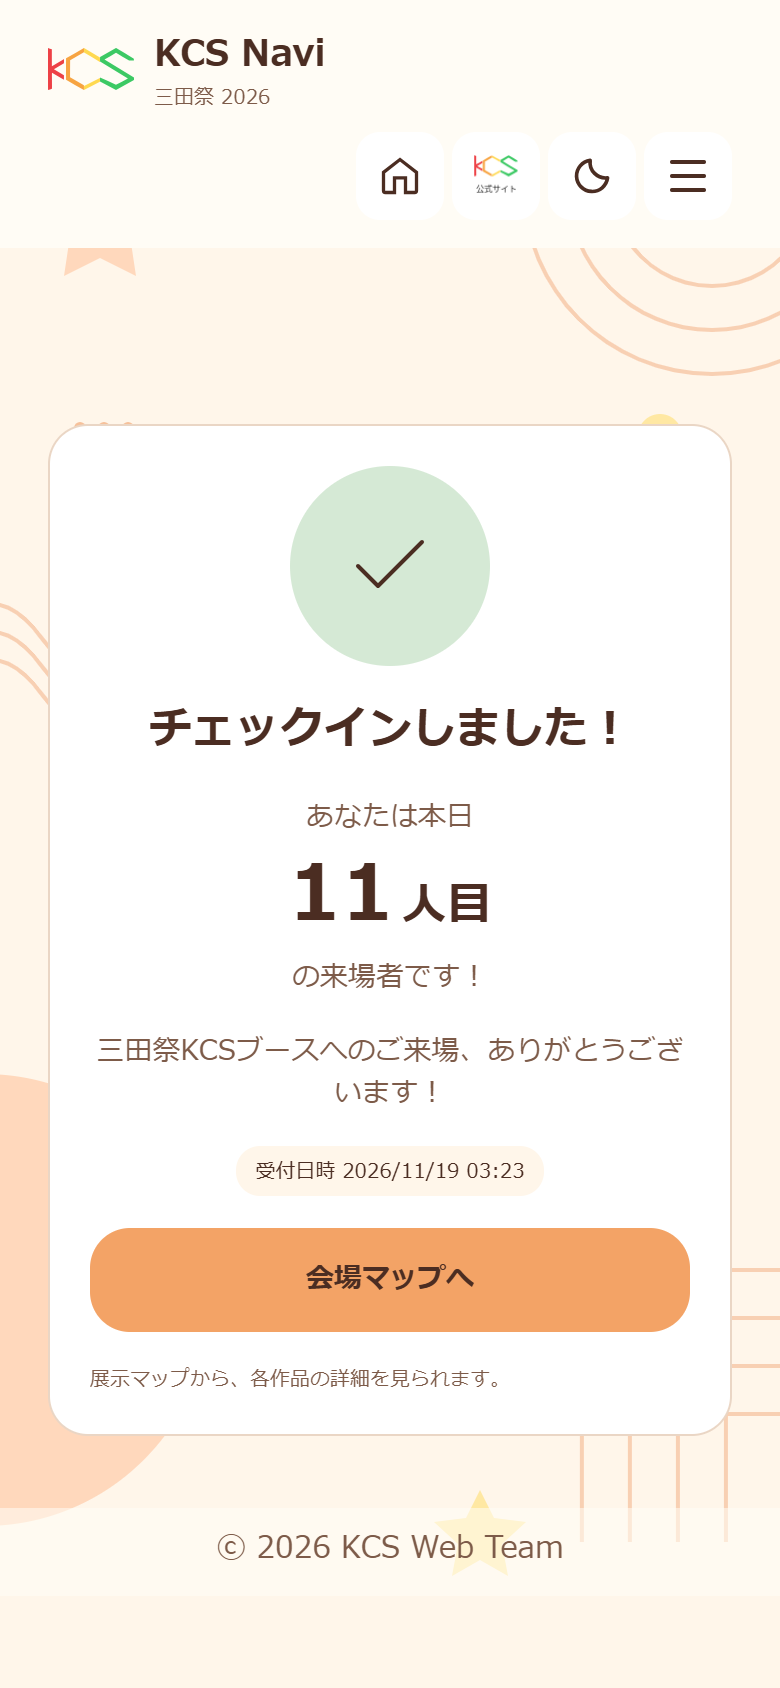 KCS
KCS Navi
三田祭 2026
KCS
公式サイト
チェックインしました！
あなたは本日
11人目
の来場者です！
三田祭KCSブースへのご来場、ありがとうござ
います！
受付日時 2026/11/19 03:23
会場マップへ
展示マップから、各作品の詳細を見られます。
© 2026 KCS Web Team